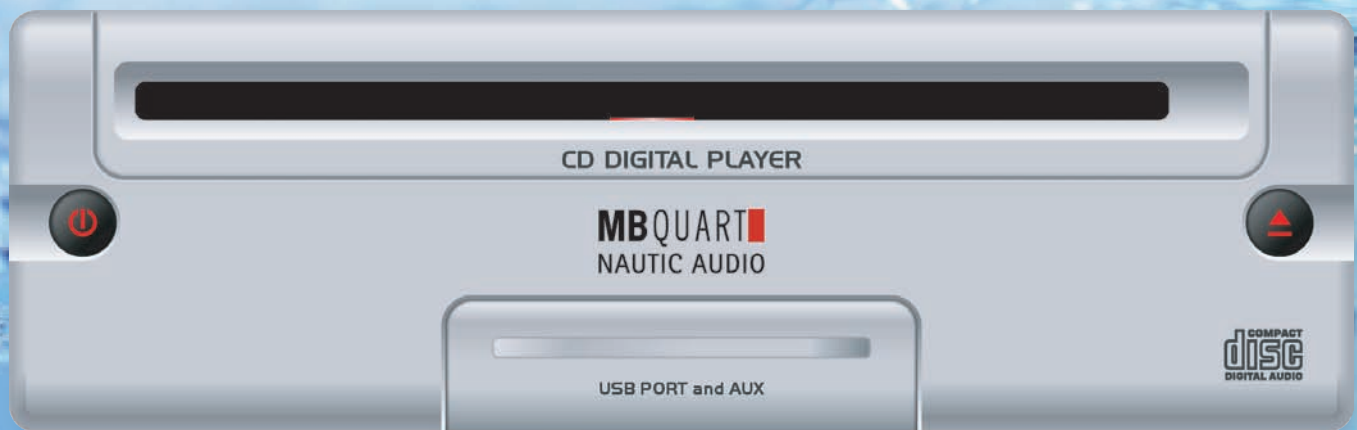 CD DIGITAL PLAYER
MBQUART
NAUTIC AUDIO
USB PORT and AUX
COMPACT
disc
DIGITAL AUDIO